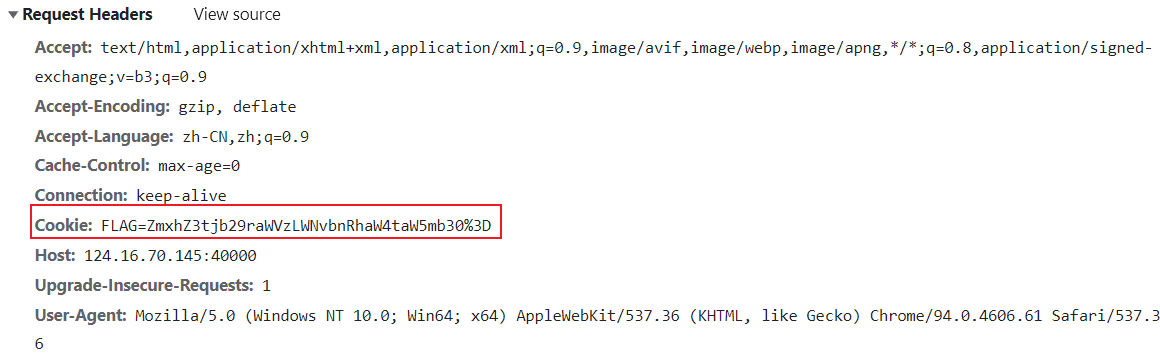 ▼Request Headers View source
Accept: text/html,application/xhtml+xml,application/xml;q=0.9,image/avif,image/webp,image/apng,*/*;q=0.8,application/signed-
exchange;v=b3;q=0.9
Accept-Encoding: gzip, deflate
Accept-Language: zh-CN,zh;q=0.9
Cache-Control: max-age=0
Connection: keep-alive
Cookie: FLAG=ZmxhZ3tjb29raWVzLWNvbnRhaW4taW5mb30%3D
Host: 124.16.70.145:40000
Upgrade-Insecure-Requests: 1
User-Agent: Mozilla/5.0 (Windows NT 10.0; Win64; x64) AppleWebKit/537.36 (KHTML, like Gecko) Chrome/94.0.4606.61 Safari/537.3
6